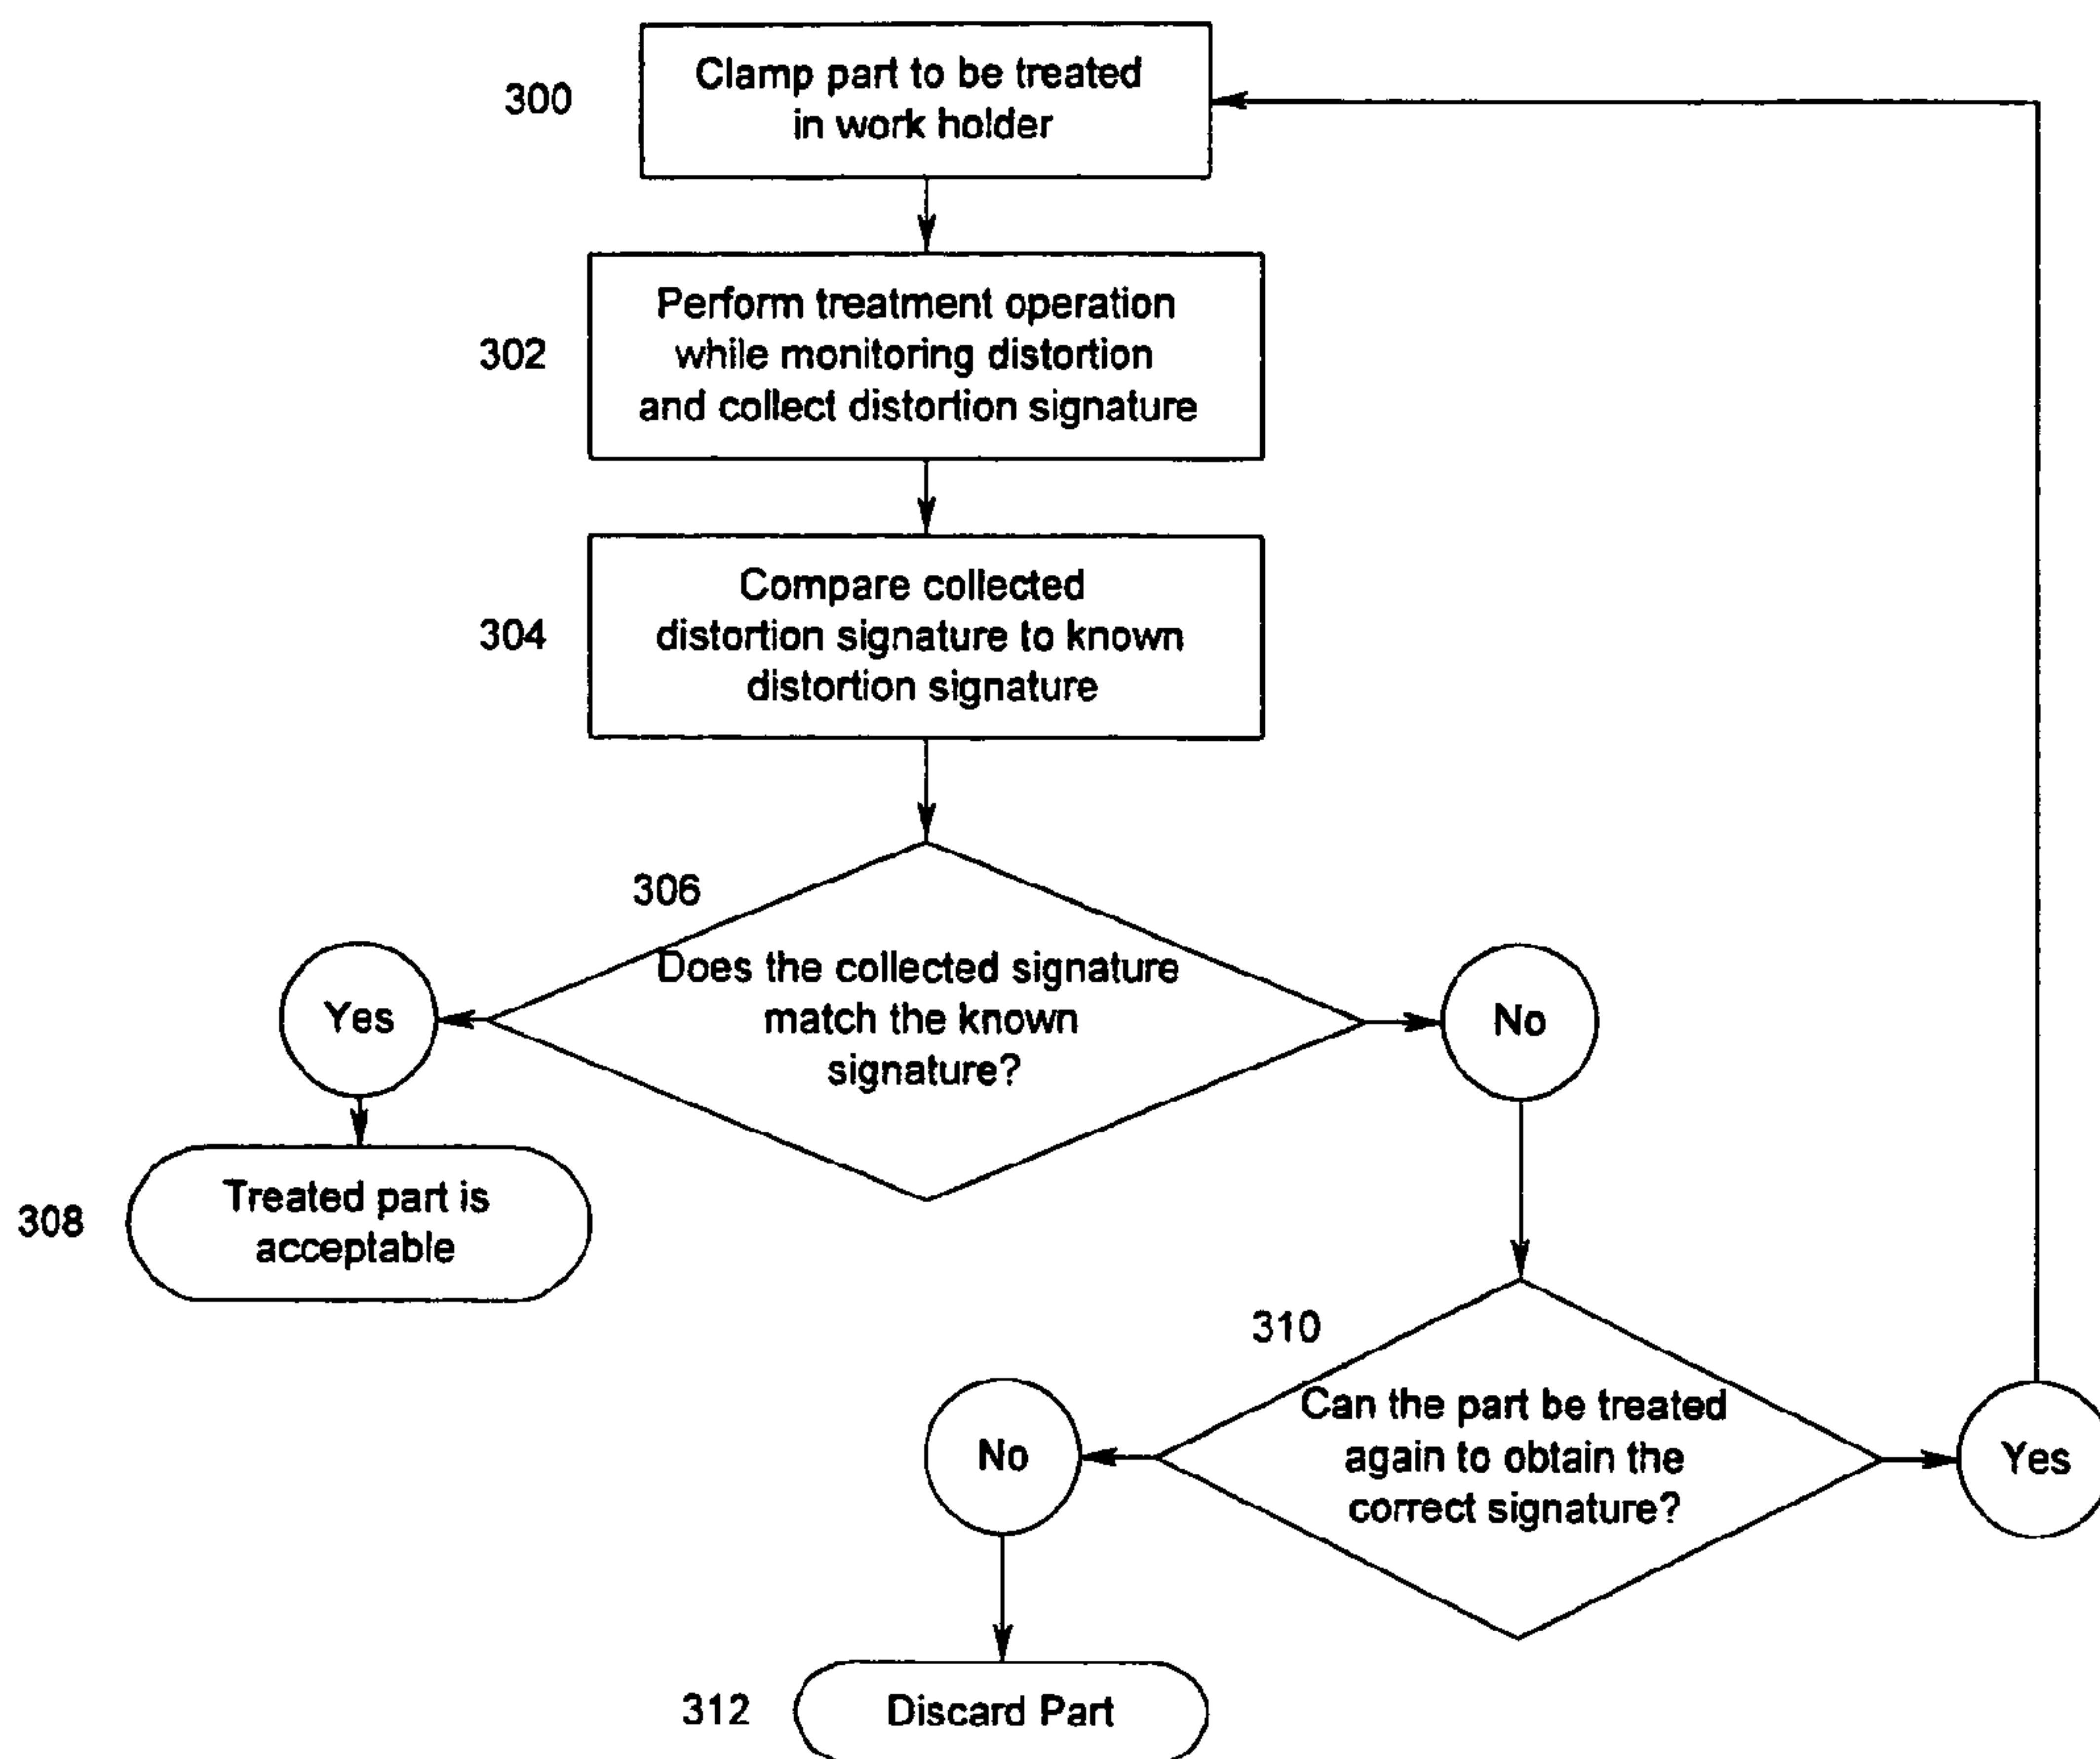 300
Clamp part to be treated
in work holder
302
Perform treatment operation
while monitoring distortion
and collect distortion signature
304
Compare collected
distortion signature to known
distortion signature
306
Does the collected signature
match the known
signature?
Yes
No
308
Treated part is
acceptable
310
Can the part be treated
again to obtain the
correct signature?
No
Yes
312
Discard Part